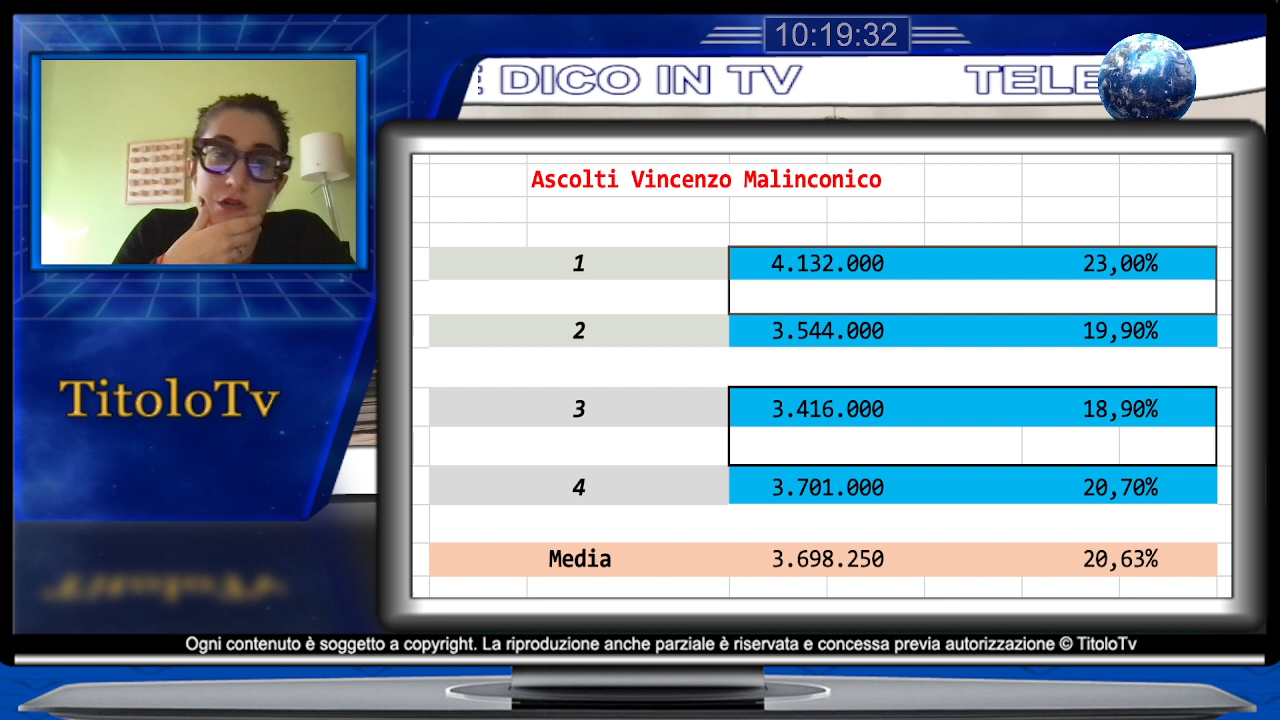 10:19:32
DICO IN TV TELE
Ascolti Vincenzo Malinconico
1 4.132.000 23,00%
2 3.544.000 19,90%
3 3.416.000 18,90%
4 3.701.000 20,70%
Media 3.698.250 20,63%
TitoloTv
Ogni contenuto è soggetto a copyright. La riproduzione anche parziale è riservata e concessa previa autorizzazione © TitoloTv